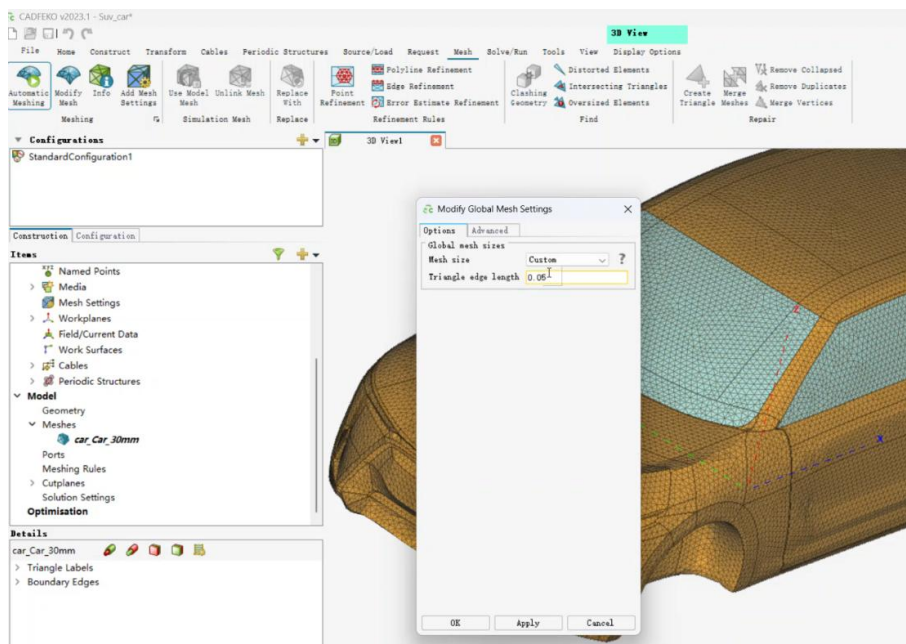 CADFEKO v2023.1 - Suv_car*
3D View
File Home Construct Transform Cables Periodic Structures Source/Load Request Mesh Solve/Run Tools View Display Options
Automatic Meshing
Modify Mesh
Info
Add Mesh Settings
Use Model Mesh
Unlink Mesh
Replace With
Point Refinement
Polyline Refinement
Edge Refinement
Error Estimate Refinement
Clashing Geometry
Distorted Elements
Intersecting Triangles
Oversized Elements
Create Triangle
Merge Meshes
Remove Collapsed
Remove Duplicates
Merge Vertices
Meshing Simulation Mesh Replace Refinement Rules Find Repair
Configurations
3D View1
StandardConfiguration1
Construction Configuration
Items
Named Points
Media
Mesh Settings
Workplanes
Field/Current Data
Work Surfaces
Cables
Periodic Structures
Model
Geometry
Meshes
car_Car_30mm
Ports
Meshing Rules
Cutplanes
Solution Settings
Optimisation
Details
car_Car_30mm
Triangle Labels
Boundary Edges
Modify Global Mesh Settings
Options Advanced
Global mesh sizes
Mesh size Custom ?
Triangle edge length 0.05
OK Apply Cancel
Z
X